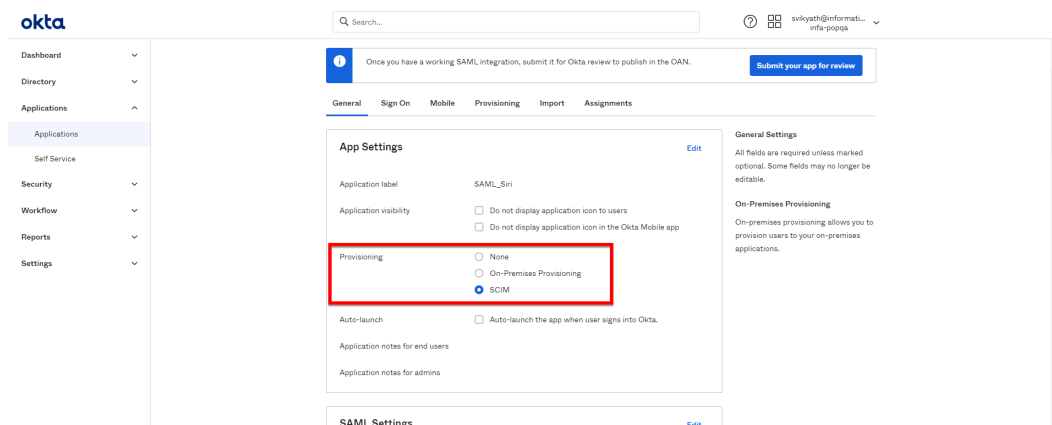 okta
Search...
svikyath@informati...
infa-popqa
Dashboard
Directory
Applications
Applications
Self Service
Security
Workflow
Reports
Settings
Once you have a working SAML integration, submit it for Okta review to publish in the OAN.
Submit your app for review
General Sign On Mobile Provisioning Import Assignments
App Settings Edit
Application label SAML_Siri
Application visibility Do not display application icon to users
Do not display application icon in the Okta Mobile app
Provisioning None
On-Premises Provisioning
SCIM
Auto-launch Auto-launch the app when user signs into Okta.
Application notes for end users
Application notes for admins
SAML Settings Edit
General Settings
All fields are required unless marked
optional. Some fields may no longer be
editable.
On-Premises Provisioning
On-premises provisioning allows you to
provision users to your on-premises
applications.